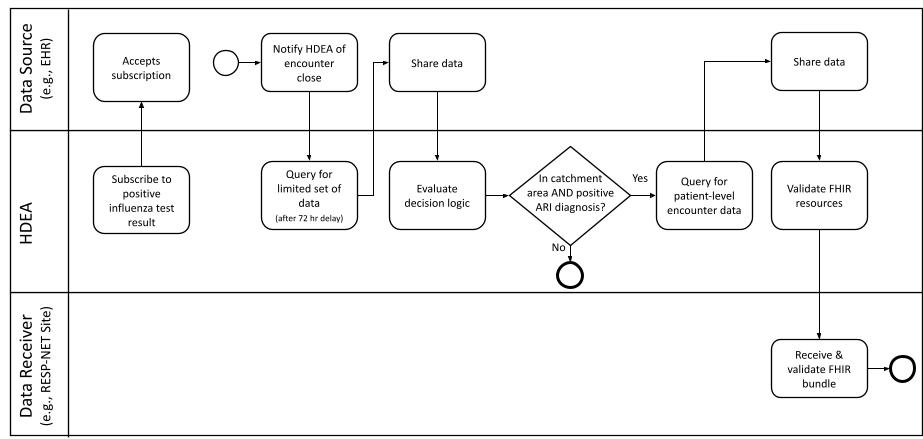 Data Source
(e.g., EHR)
Accepts
subscription
Notify HDEA of
encounter
close
Share data
Share data
HDEA
Subscribe to
positive
influenza test
result
Query for
limited set of
data
(after 72 hr delay)
Evaluate
decision logic
In catchment
area AND positive
ARI diagnosis?
Yes
No
Query for
patient-level
encounter data
Validate FHIR
resources
Data Receiver
(e.g., RESP-NET Site)
Receive &
validate FHIR
bundle